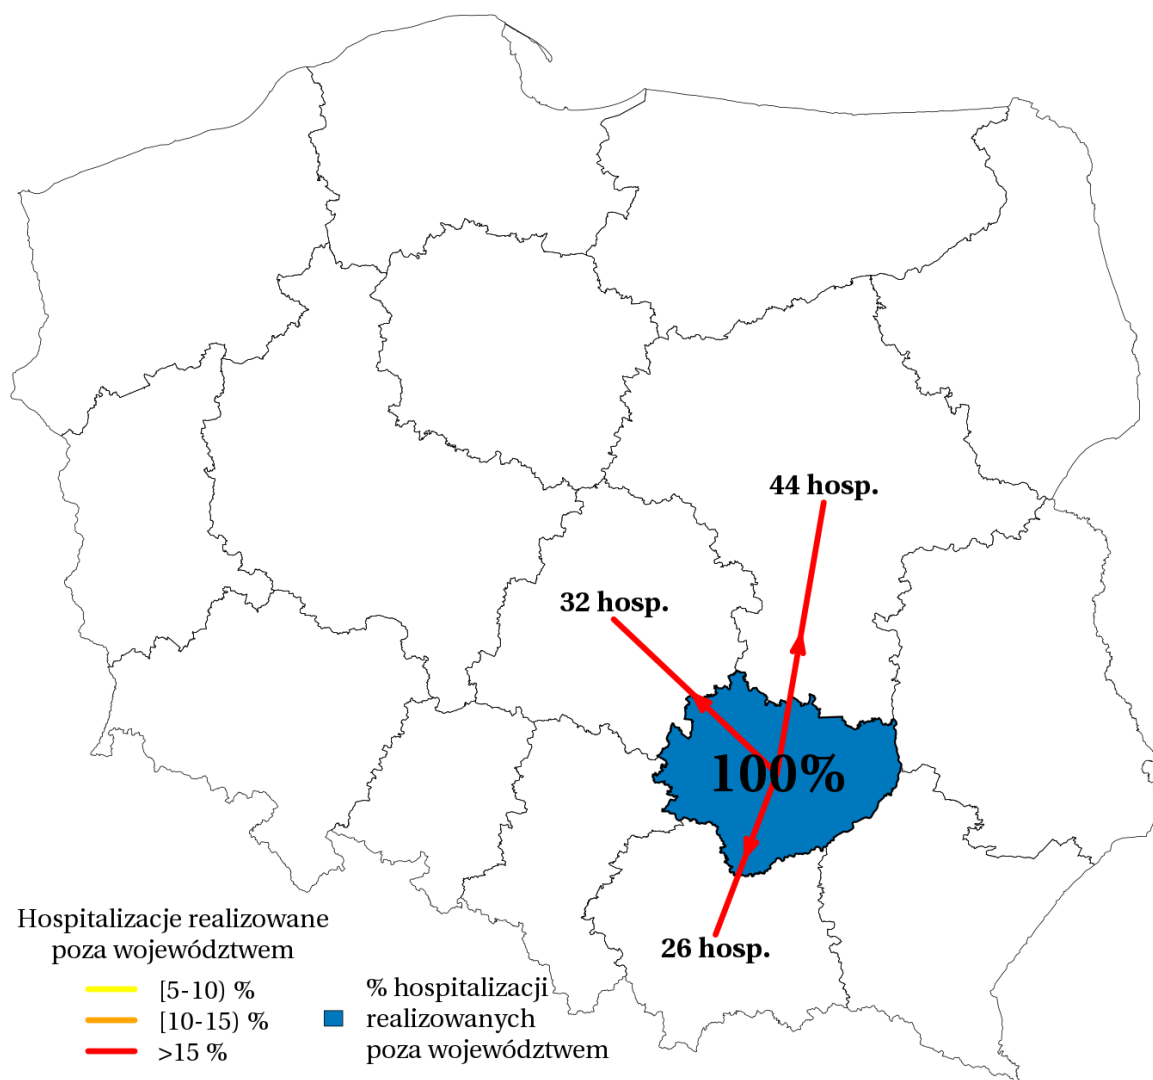 44 hosp.
32 hosp.
100%
26 hosp.
Hospitalizacje realizowane
poza województwem
[5-10) %
[10-15) %
>15 %
% hospitalizacji
realizowanych
poza województwem